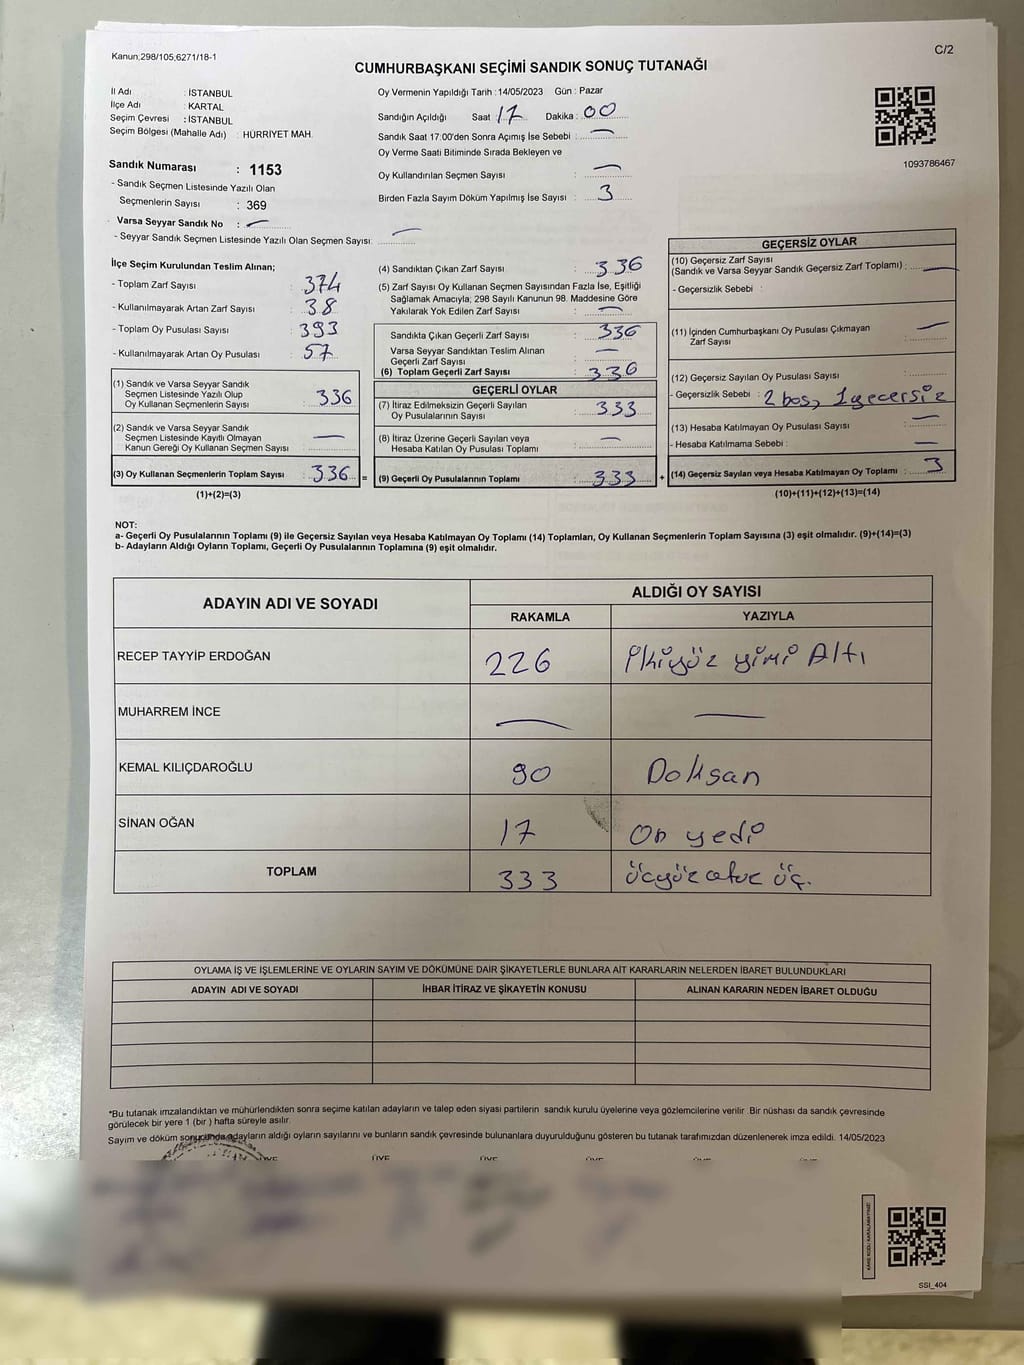 Kanun;298/105;6271/18-1
C/2
CUMHURBAŞKANI SEÇİMİ SANDIK SONUÇ TUTANAĞI
İl Adı : İSTANBUL
İlçe Adı : KARTAL
Seçim Çevresi : İSTANBUL
Seçim Bölgesi (Mahalle Adı) : HÜRRİYET MAH.
Sandık Numarası : 1153
- Sandık Seçmen Listesinde Yazılı Olan
Seçmenlerin Sayısı : 369
Varsa Seyyar Sandık No : —
- Seyyar Sandık Seçmen Listesinde Yazılı Olan Seçmen Sayısı: —
Oy Vermenin Yapıldığı Tarih :14/05/2023 Gün : Pazar
Sandığın Açıldığı Saat 17 Dakika : 00
Sandık Saat 17:00'den Sonra Açımış İse Sebebi : —
Oy Verme Saati Bitiminde Sırada Bekleyen ve
Oy Kullandırılan Seçmen Sayısı : —
Birden Fazla Sayım Döküm Yapılmış İse Sayısı : 3
1093786467
İlçe Seçim Kurulundan Teslim Alınan;
- Toplam Zarf Sayısı : 374
- Kullanılmayarak Artan Zarf Sayısı : 38
- Toplam Oy Pusulası Sayısı : 393
- Kullanılmayarak Artan Oy Pusulası : 57
(1) Sandık ve Varsa Seyyar Sandık
Seçmen Listesinde Yazılı Olup
Oy Kullanan Seçmenlerin Sayısı : 336
(2) Sandık ve Varsa Seyyar Sandık
Seçmen Listesinde Kayıtlı Olmayan
Kanun Gereği Oy Kullanan Seçmen Sayısı : —
(3) Oy Kullanan Seçmenlerin Toplam Sayısı : 336 =
(1)+(2)=(3)
(4) Sandıktan Çıkan Zarf Sayısı : 336
(5) Zarf Sayısı Oy Kullanan Seçmen Sayısından Fazla İse, Eşitliği
Sağlamak Amacıyla; 298 Sayılı Kanunun 98. Maddesine Göre
Yakılarak Yok Edilen Zarf Sayısı : —
Sandıkta Çıkan Geçerli Zarf Sayısı : 336
Varsa Seyyar Sandıktan Teslim Alınan
Geçerli Zarf Sayısı : —
(6) Toplam Geçerli Zarf Sayısı : 336
GEÇERLİ OYLAR
(7) İtiraz Edilmeksizin Geçerli Sayılan
Oy Pusulalarının Sayısı : 333
(8) İtiraz Üzerine Geçerli Sayılan veya
Hesaba Katılan Oy Pusulası Toplamı : —
(9) Geçerli Oy Pusulalarının Toplamı : 333 +
GEÇERSİZ OYLAR
(10) Geçersiz Zarf Sayısı
(Sandık ve Varsa Seyyar Sandık Geçersiz Zarf Toplamı) : —
- Geçersizlik Sebebi :
(11) İçinden Cumhurbaşkanı Oy Pusulası Çıkmayan
Zarf Sayısı : —
(12) Geçersiz Sayılan Oy Pusulası Sayısı :
- Geçersizlik Sebebi : 2 boş, 1 geçersiz
(13) Hesaba Katılmayan Oy Pusulası Sayısı : —
- Hesaba Katılmama Sebebi : —
(14) Geçersiz Sayılan veya Hesaba Katılmayan Oy Toplamı : 3
(10)+(11)+(12)+(13)=(14)
NOT:
a- Geçerli Oy Pusulalarının Toplamı (9) ile Geçersiz Sayılan veya Hesaba Katılmayan Oy Toplamı (14) Toplamları, Oy Kullanan Seçmenlerin Toplam Sayısına (3) eşit olmalıdır. (9)+(14)=(3)
b- Adayların Aldığı Oyların Toplamı, Geçerli Oy Pusulalarının Toplamına (9) eşit olmalıdır.
ADAYIN ADI VE SOYADI
ALDIĞI OY SAYISI
RAKAMLA YAZIYLA
RECEP TAYYİP ERDOĞAN 226 ikiyüz yirmi Altı
MUHARREM İNCE — —
KEMAL KILIÇDAROĞLU 90 Doksan
SİNAN OĞAN 17 On yedi
TOPLAM 333 üçyüz otuz üç.
OYLAMA İŞ VE İŞLEMLERİNE VE OYLARIN SAYIM VE DÖKÜMÜNE DAİR ŞİKAYETLERLE BUNLARA AİT KARARLARIN NELERDEN İBARET BULUNDUKLARI
ADAYIN ADI VE SOYADI İHBAR İTİRAZ VE ŞİKAYETİN KONUSU ALINAN KARARIN NEDEN İBARET OLDUĞU
*Bu tutanak imzalandıktan ve mühürlendikten sonra seçime katılan adayların ve talep eden siyasi partilerin sandık kurulu üyelerine veya gözlemcilerine verilir. Bir nüshası da sandık çevresinde
görülecek bir yere 1 (bir ) hafta süreyle asılır.
Sayım ve döküm sonucunda adayların aldığı oyların sayılarını ve bunların sandık çevresinde bulunanlara duyurulduğunu gösteren bu tutanak tarafımızdan düzenlenerek imza edildi. 14/05/2023
ÜYE ÜYE ÜYE ÜYE
SSI_404